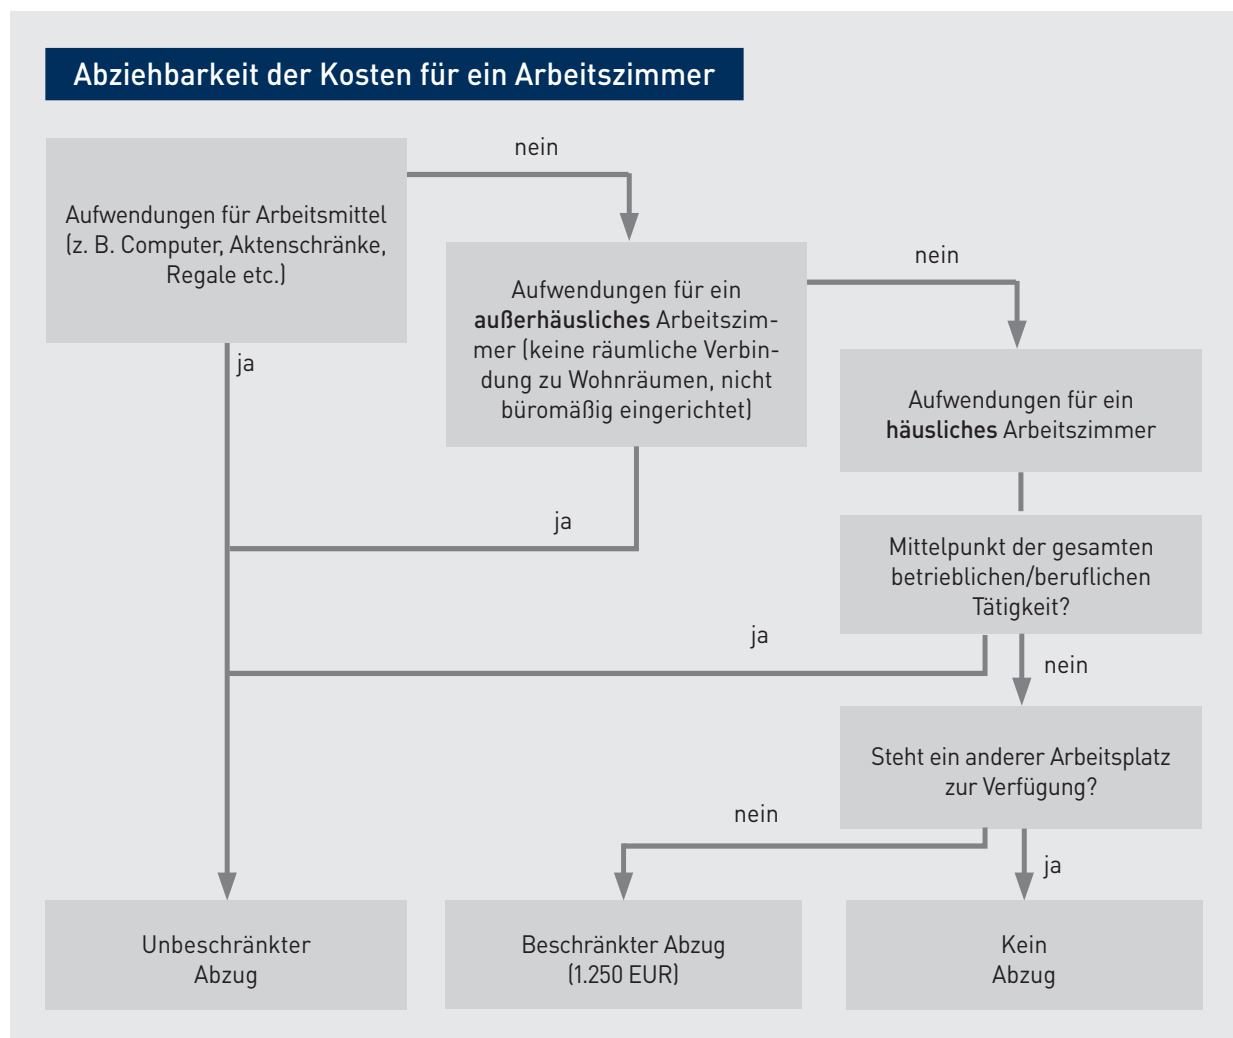 Abziehbarkeit der Kosten für ein Arbeitszimmer
nein
Aufwendungen für Arbeitsmittel
(z. B. Computer, Aktenschränke,
Regale etc.)
ja
nein
Aufwendungen für ein
außerhäusliches Arbeitszim-
mer (keine räumliche Verbin-
dung zu Wohnräumen, nicht
büromäßig eingerichtet)
ja
Aufwendungen für ein
häusliches Arbeitszimmer
Mittelpunkt der gesamten
betrieblichen/beruflichen
Tätigkeit?
ja
nein
Steht ein anderer Arbeitsplatz
zur Verfügung?
nein
ja
Unbeschränkter
Abzug
Beschränkter Abzug
(1.250 EUR)
Kein
Abzug